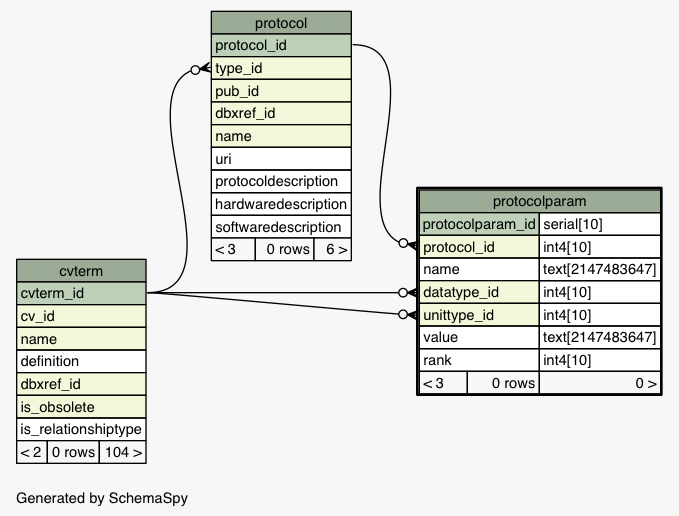 protocol
protocol_id
type_id
pub_id
dbxref_id
name
uri
protocoldescription
hardwaredescription
softwaredescription
< 3 0 rows 6 >
protocolparam
protocolparam_id serial[10]
protocol_id int4[10]
name text[2147483647]
datatype_id int4[10]
unittype_id int4[10]
value text[2147483647]
rank int4[10]
< 3 0 rows 0 >
cvterm
cvterm_id
cv_id
name
definition
dbxref_id
is_obsolete
is_relationshiptype
< 2 0 rows 104 >
Generated by SchemaSpy